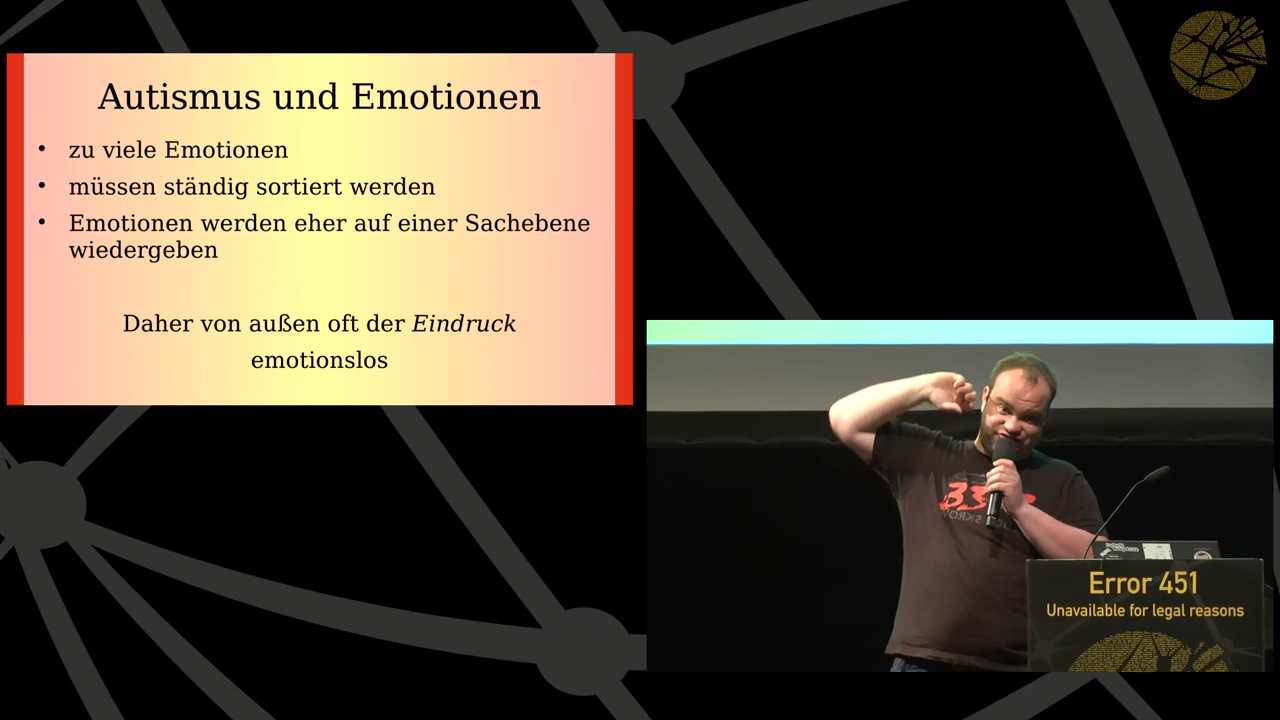 Autismus und Emotionen
• zu viele Emotionen
• müssen ständig sortiert werden
• Emotionen werden eher auf einer Sachebene
wiedergeben
Daher von außen oft der Eindruck
emotionslos
Error 451
Unavailable for legal reasons